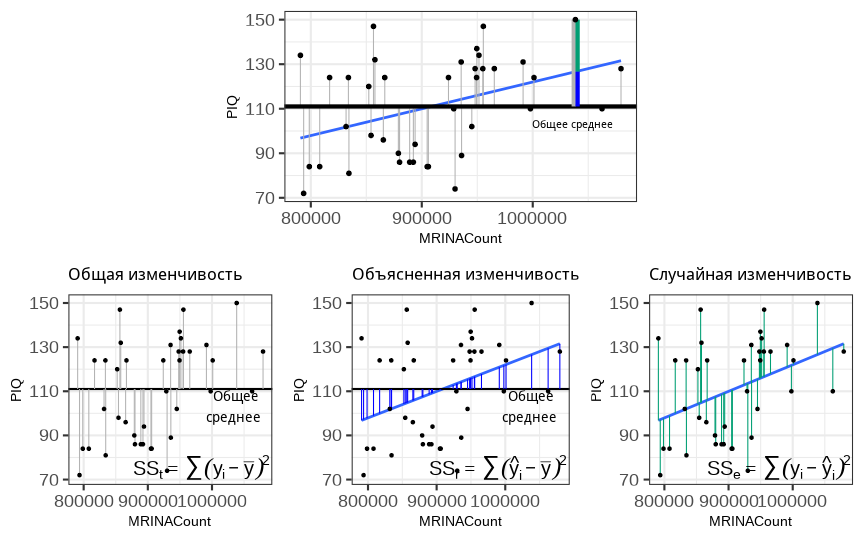 150
130
110
90
70
PIQ
Общее среднее
800000 900000 1000000
MRINACount
Общая изменчивость
150
130
110
90
70
PIQ
Общее
среднее
SSt = ∑(yi − y̅)²
800000 900000 1000000
MRINACount
Объясненная изменчивость
150
130
110
90
70
PIQ
Общее
среднее
SSr = ∑(ŷi − y̅)²
800000 900000 1000000
MRINACount
Случайная изменчивость
150
130
110
90
70
PIQ
SSe = ∑(yi − ŷi)²
800000 900000 1000000
MRINACount